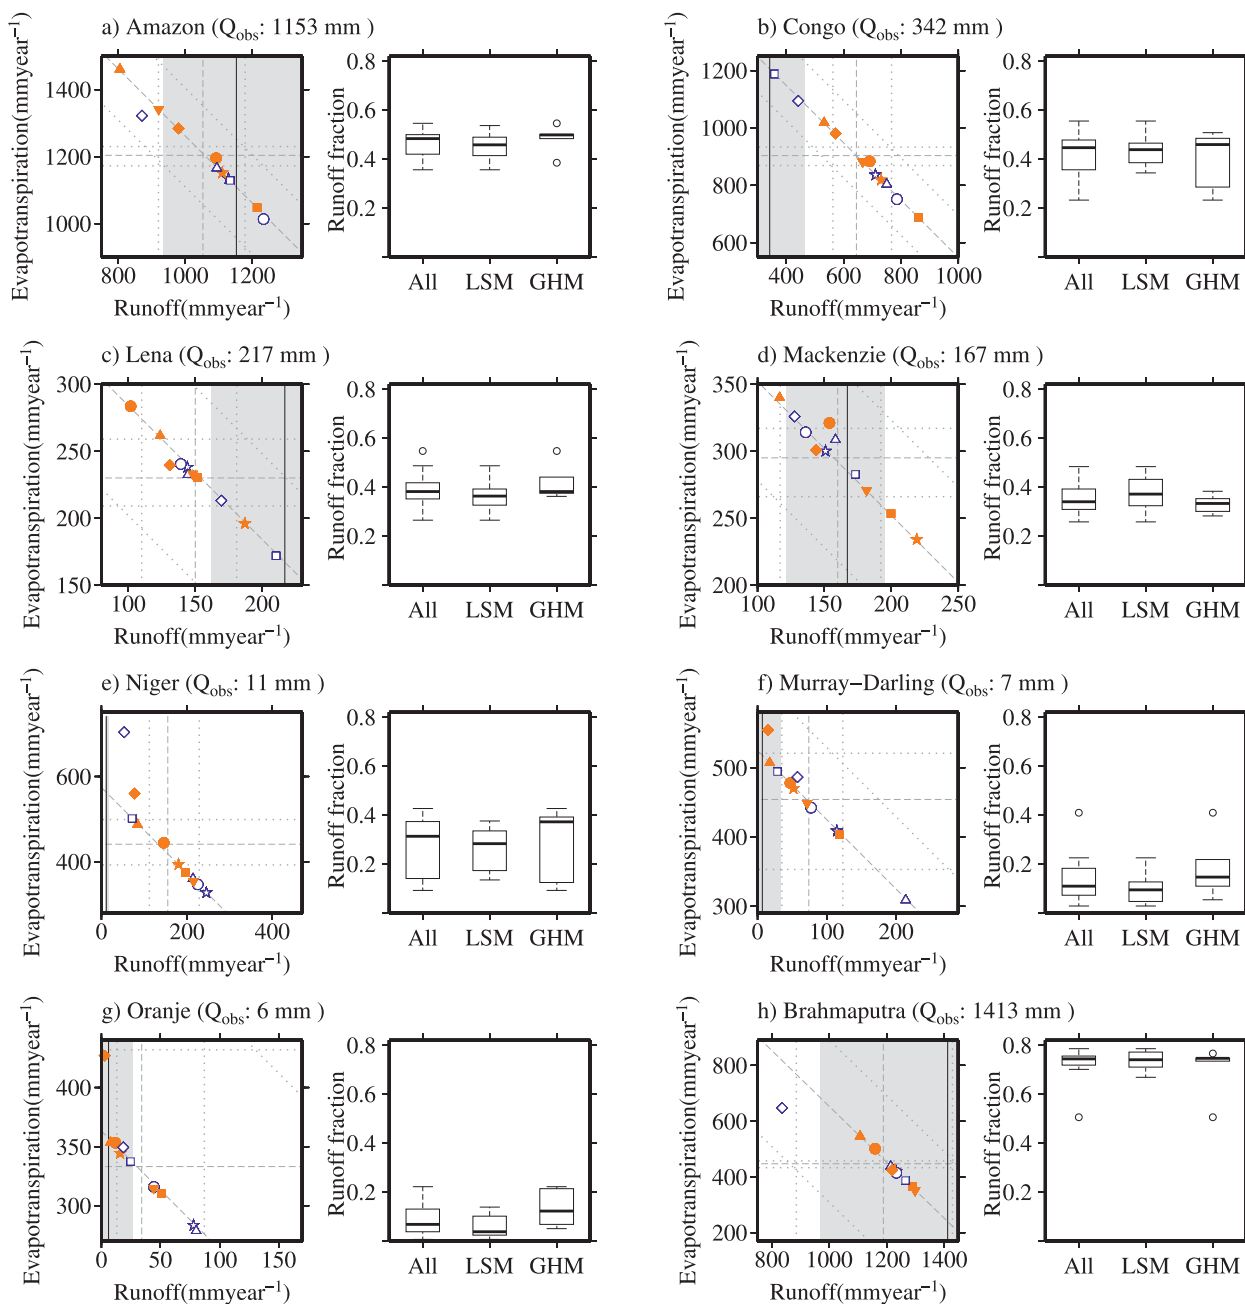 a) Amazon (Qobs: 1153 mm )
Evapotranspiration(mmyear−1)
1400
1200
1000
800 1000 1200
Runoff(mmyear−1)
Runoff fraction
0.8
0.6
0.4
0.2
All LSM GHM
b) Congo (Qobs: 342 mm )
Evapotranspiration(mmyear−1)
1200
1000
800
600
400 600 800 1000
Runoff(mmyear−1)
Runoff fraction
0.8
0.6
0.4
0.2
All LSM GHM
c) Lena (Qobs: 217 mm )
Evapotranspiration(mmyear−1)
300
250
200
150
100 150 200
Runoff(mmyear−1)
Runoff fraction
0.8
0.6
0.4
0.2
All LSM GHM
d) Mackenzie (Qobs: 167 mm )
Evapotranspiration(mmyear−1)
350
300
250
200
100 150 200 250
Runoff(mmyear−1)
Runoff fraction
0.8
0.6
0.4
0.2
All LSM GHM
e) Niger (Qobs: 11 mm )
Evapotranspiration(mmyear−1)
600
400
0 200 400
Runoff(mmyear−1)
Runoff fraction
0.8
0.6
0.4
0.2
All LSM GHM
f) Murray−Darling (Qobs: 7 mm )
Evapotranspiration(mmyear−1)
500
400
300
0 100 200
Runoff(mmyear−1)
Runoff fraction
0.8
0.6
0.4
0.2
All LSM GHM
g) Oranje (Qobs: 6 mm )
Evapotranspiration(mmyear−1)
400
350
300
0 50 100 150
Runoff(mmyear−1)
Runoff fraction
0.8
0.6
0.4
0.2
All LSM GHM
h) Brahmaputra (Qobs: 1413 mm )
Evapotranspiration(mmyear−1)
800
600
400
200
800 1000 1200 1400
Runoff(mmyear−1)
Runoff fraction
0.8
0.6
0.4
0.2
All LSM GHM